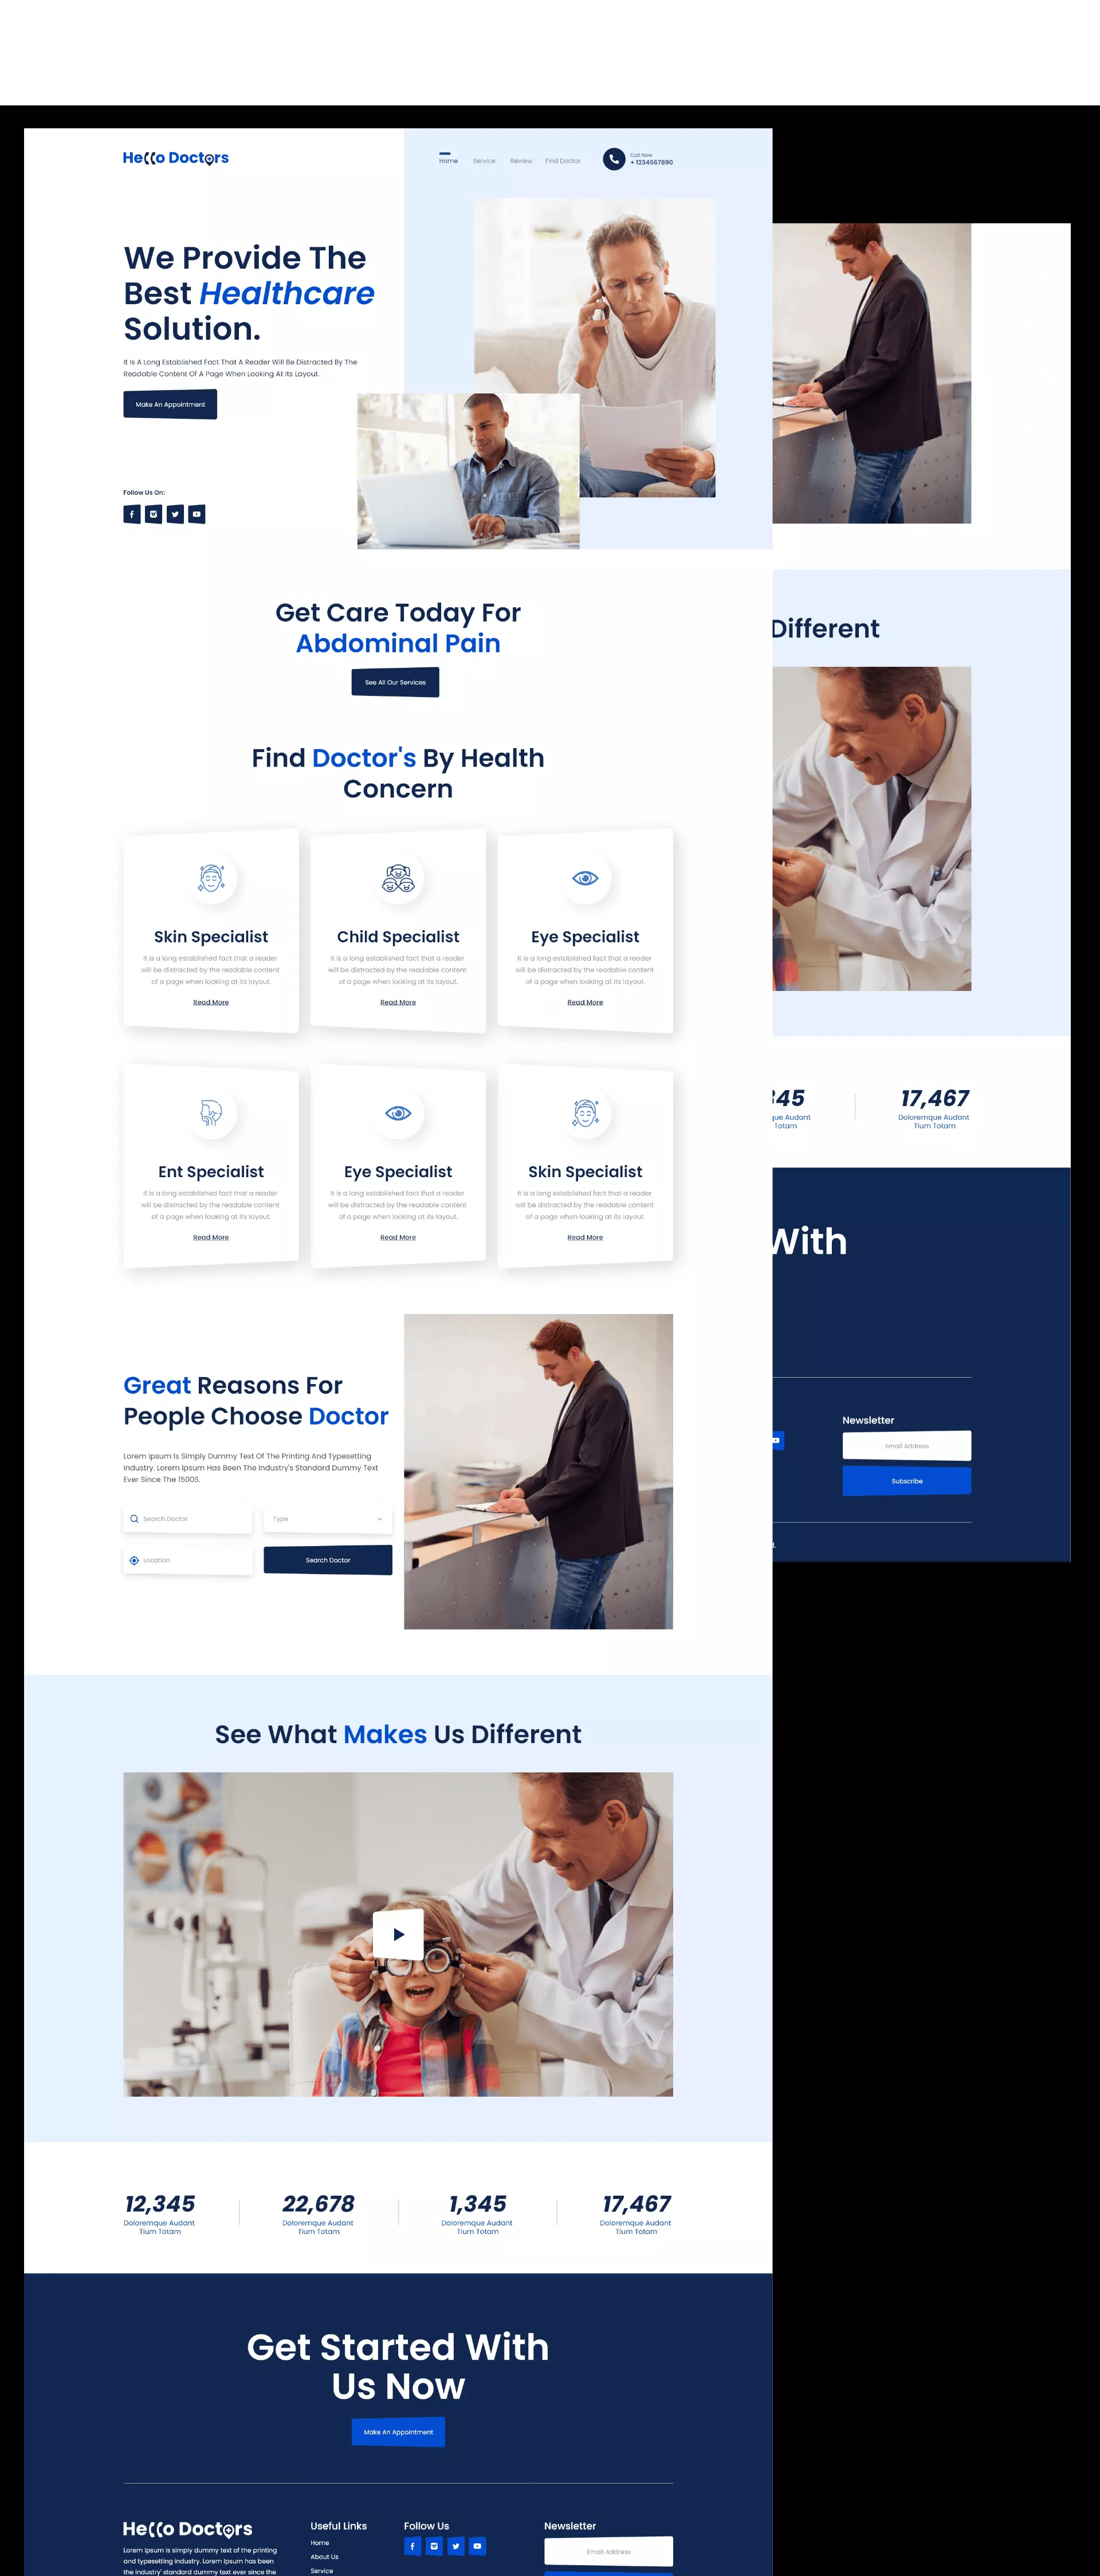 Hello Doctors
Home
Service
Review
Find Doctor
Call Now
+ 1234567890
We Provide The
Best Healthcare
Solution.
It Is A Long Established Fact That A Reader Will Be Distracted By The
Readable Content Of A Page When Looking At Its Layout.
Make An Appointment
Follow Us On:
Get Care Today For
Abdominal Pain
See All Our Services
Find Doctor's By Health
Concern
Skin Specialist
It is a long established fact that a reader
will be distracted by the readable content
of a page when looking at its layout.
Read More
Child Specialist
It is a long established fact that a reader
will be distracted by the readable content
of a page when looking at its layout.
Read More
Eye Specialist
It is a long established fact that a reader
will be distracted by the readable content
of a page when looking at its layout.
Read More
Ent Specialist
It is a long established fact that a reader
will be distracted by the readable content
of a page when looking at its layout.
Read More
Eye Specialist
It is a long established fact that a reader
will be distracted by the readable content
of a page when looking at its layout.
Read More
Skin Specialist
It is a long established fact that a reader
will be distracted by the readable content
of a page when looking at its layout.
Read More
Great Reasons For
People Choose Doctor
Lorem Ipsum Is Simply Dummy Text Of The Printing And Typesetting
Industry. Lorem Ipsum Has Been The Industry's Standard Dummy Text
Ever Since The 1500S.
Search Doctor
Type
Location
Search Doctor
See What Makes Us Different
12,345
Doloremque Audant
Tium Totam
22,678
Doloremque Audant
Tium Totam
1,345
Doloremque Audant
Tium Totam
17,467
Doloremque Audant
Tium Totam
Get Started With
Us Now
Make An Appointment
Hello Doctors
Lorem Ipsum is simply dummy text of the printing
and typesetting industry. Lorem Ipsum has been
the industry' standard dummy text ever since the
Useful Links
Home
About Us
Service
Follow Us
Newsletter
Email Address
Different
345
que Audant
Totam
17,467
Doloremque Audant
Tium Totam
With
Newsletter
Email Address
Subscribe
d.